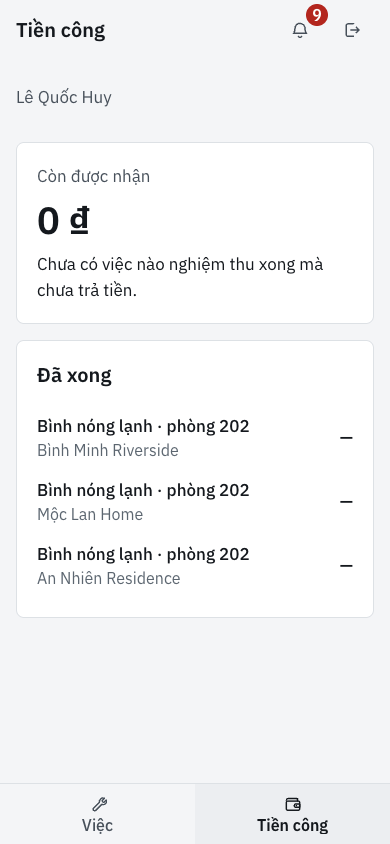 Tiền công
9
Lê Quốc Huy
Còn được nhận
0 ₫
Chưa có việc nào nghiệm thu xong mà
chưa trả tiền.
Đã xong
Bình nóng lạnh · phòng 202
Bình Minh Riverside
—
Bình nóng lạnh · phòng 202
Mộc Lan Home
—
Bình nóng lạnh · phòng 202
An Nhiên Residence
—
Việc
Tiền công